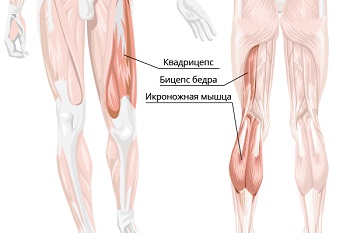 Квадрицепс
Бицепс бедра
Икроножная мышца